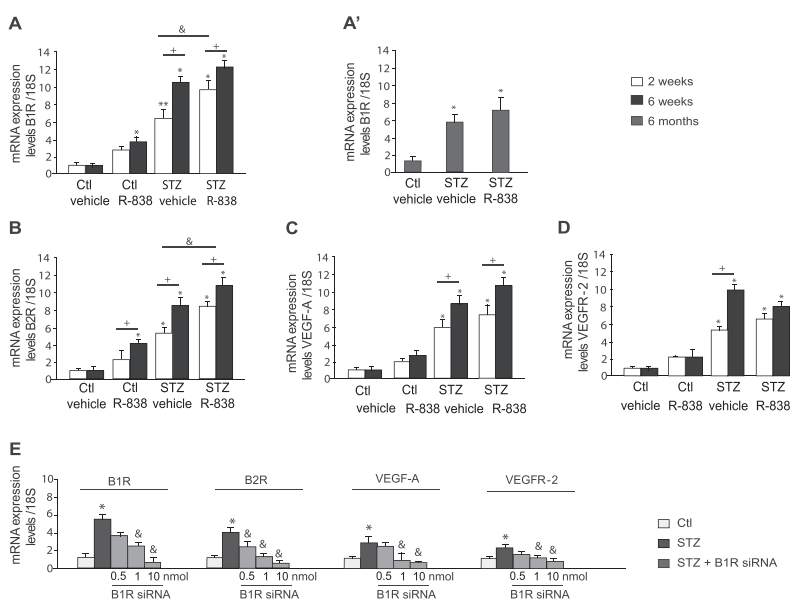 A
&
+ +
mRNA expression
levels B1R /18S
14
12
10
8
6
4
2
0
* ** * * *
Ctl Ctl STZ STZ
vehicle R-838 vehicle R-838
A’
mRNA expression
levels B1R /18S
14
12
10
8
6
4
2
0
* *
Ctl STZ STZ
vehicle vehicle R-838
2 weeks
6 weeks
6 months
B
&
+ + +
mRNA expression
levels B2R /18S
14
12
10
8
6
4
2
0
* * * * *
Ctl Ctl STZ STZ
vehicle R-838 vehicle R-838
C
+ +
mRNA expression
levels VEGF-A /18S
14
12
10
8
6
4
2
0
* * * *
Ctl Ctl STZ STZ
vehicle R-838 vehicle R-838
D
+
mRNA expression
levels VEGFR-2 /18S
14
12
10
8
6
4
2
0
* * * *
Ctl Ctl STZ STZ
vehicle R-838 vehicle R-838
E
B1R B2R VEGF-A VEGFR-2
mRNA expression
levels /18S
10
8
6
4
2
0
* & & * & & * & & * & &
0.5 1 10 nmol 0.5 1 10 nmol 0.5 1 10 nmol 0.5 1 10 nmol
B1R siRNA B1R siRNA B1R siRNA B1R siRNA
Ctl
STZ
STZ + B1R siRNA